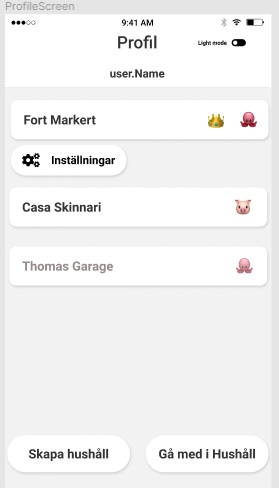 ProfileScreen
9:41 AM
Profil
Light mode
user.Name
Fort Markert
Inställningar
Casa Skinnari
Thomas Garage
Skapa hushåll
Gå med i Hushåll